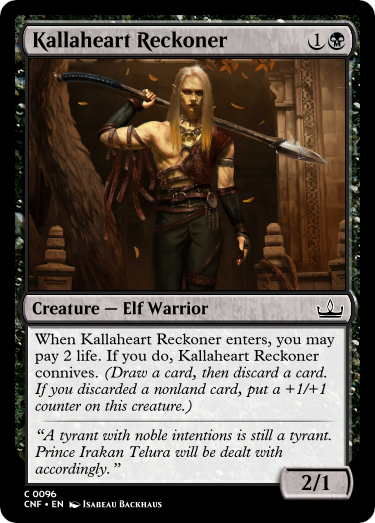 Kallaheart Reckoner 1
Creature — Elf Warrior
When Kallaheart Reckoner enters, you may
pay 2 life. If you do, Kallaheart Reckoner
connives. (Draw a card, then discard a card.
If you discarded a nonland card, put a +1/+1
counter on this creature.)
“A tyrant with noble intentions is still a tyrant.
Prince Irakan Telura will be dealt with
accordingly.”
2/1
C 0096
CNF • EN Isabeau Backhaus